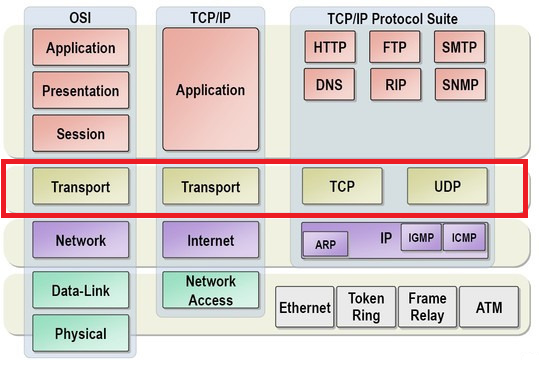 OSI
TCP/IP
TCP/IP Protocol Suite
Application
Presentation
Session
Application
HTTP
FTP
SMTP
DNS
RIP
SNMP
Transport
Transport
TCP
UDP
Network
Internet
ARP
IP
IGMP
ICMP
Data-Link
Physical
Network
Access
Ethernet
Token
Ring
Frame
Relay
ATM